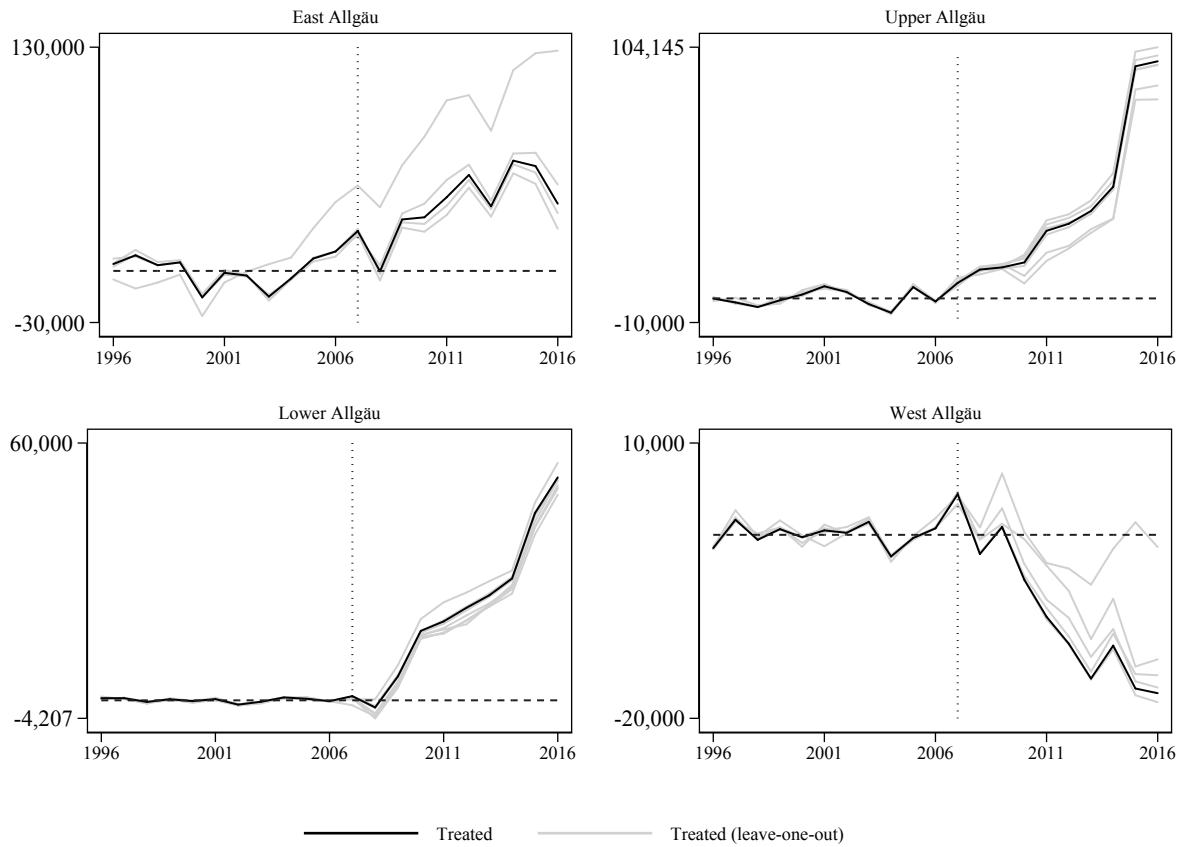 East Allgäu
130,000
-30,000
1996 2001 2006 2011 2016
Upper Allgäu
104,145
-10,000
1996 2001 2006 2011 2016
Lower Allgäu
60,000
-4,207
1996 2001 2006 2011 2016
West Allgäu
10,000
-20,000
1996 2001 2006 2011 2016
Treated Treated (leave-one-out)